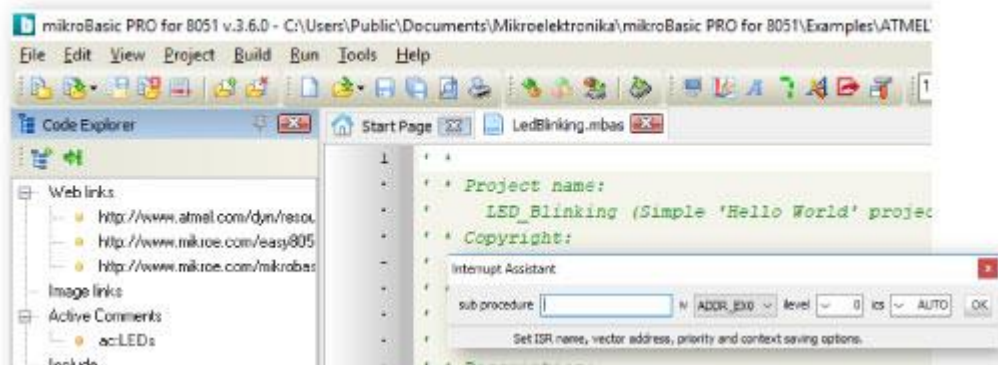 mikroBasic PRO for 8051 v.3.6.0 - C:\Users\Public\Documents\Mikroelektronika\mikroBasic PRO for 8051\Examples\ATMEL
File Edit View Project Build Run Tools Help
Code Explorer
Start Page LedBlinking.mbas
1 ' *
' * Project name:
' LED_Blinking (Simple 'Hello World' projec
' * Copyright:
Web links
http://www.atmel.com/dyn/resou
http://www.mikroe.com/easy805
http://www.mikroe.com/mikrobas
Image links
Active Comments
ac:LEDs
Interrupt Assistant
sub procedure iv ADDR_EX0 ilevel 0 ics AUTO OK
Set ISR name, vector address, priority and context saving options.